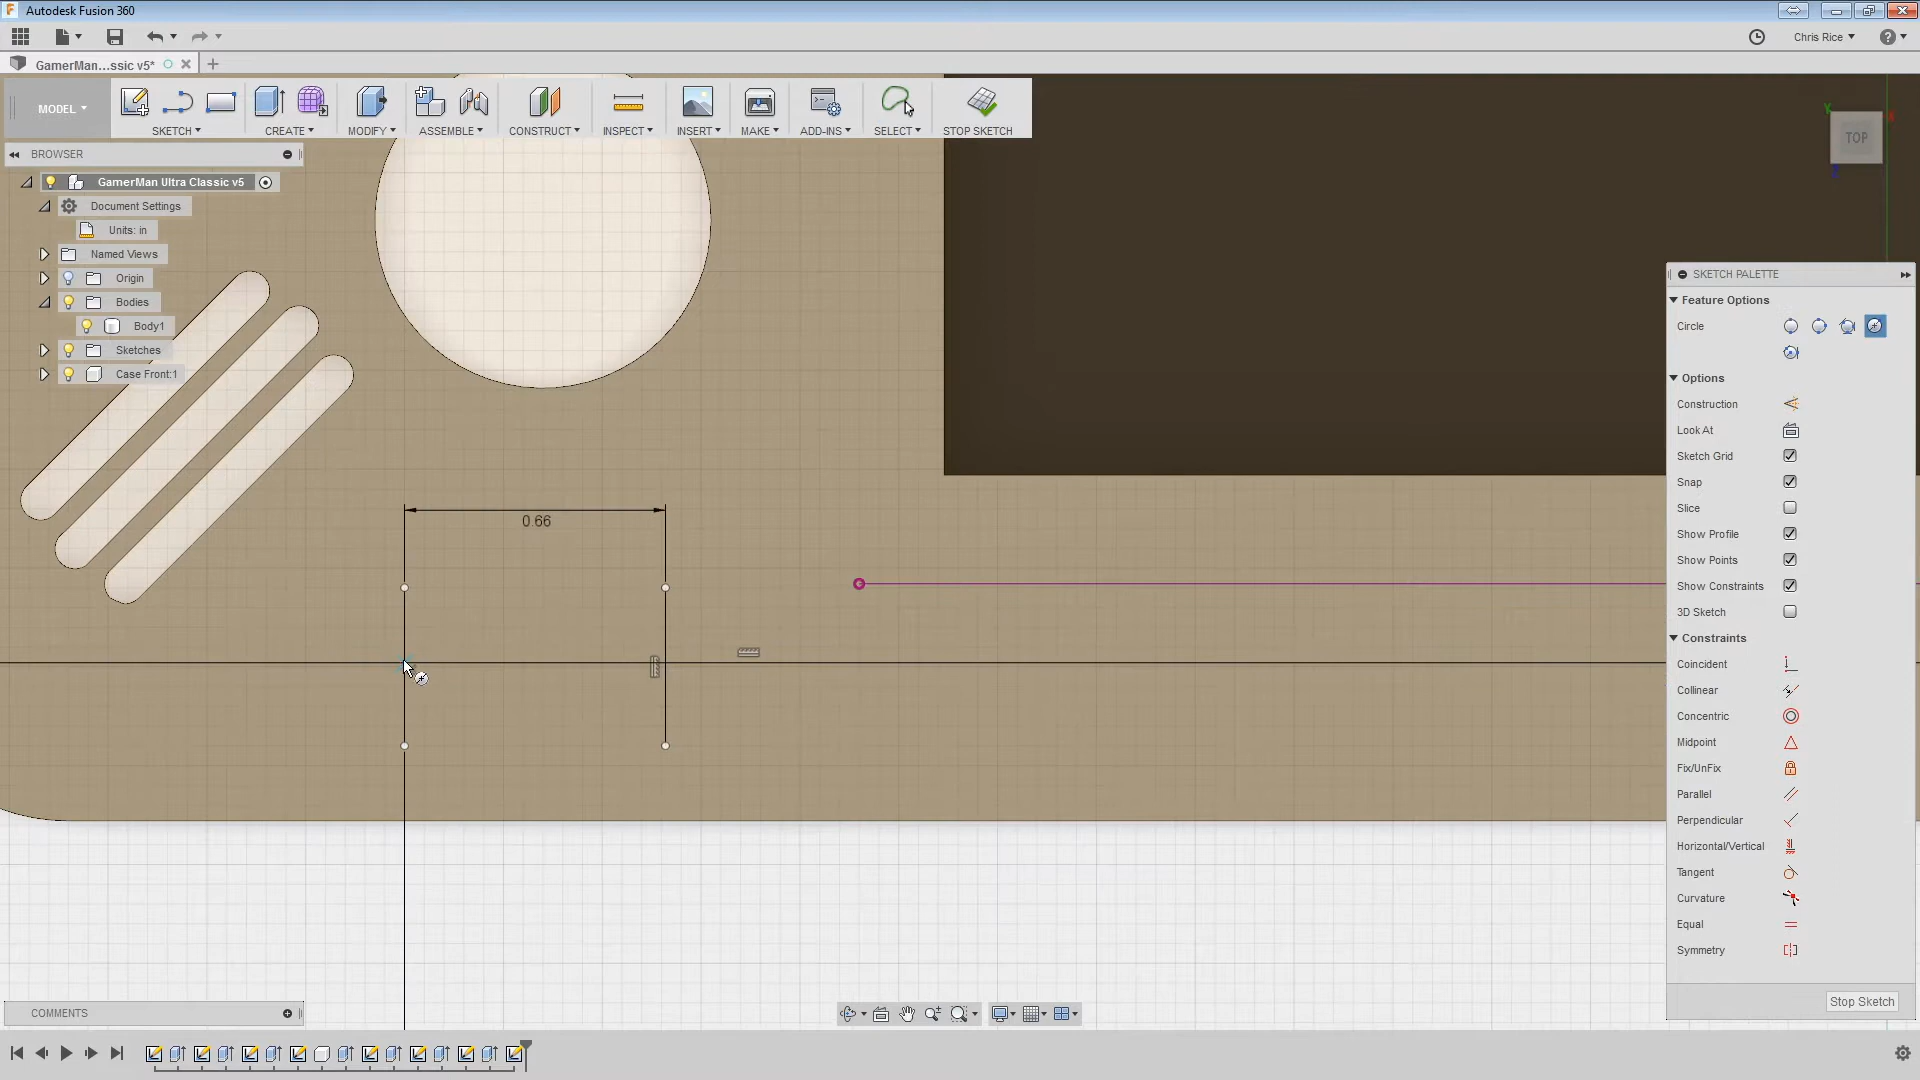 Autodesk Fusion 360
Chris Rice
GamerMan...ssic v5*
MODEL
SKETCH
CREATE
MODIFY
ASSEMBLE
CONSTRUCT
INSPECT
INSERT
MAKE
ADD-INS
SELECT
STOP SKETCH
BROWSER
GamerMan Ultra Classic v5
Document Settings
Units: in
Named Views
Origin
Bodies
Body1
Sketches
Case Front:1
TOP
Y
X
Z
SKETCH PALETTE
Feature Options
Circle
Options
Construction
Look At
Sketch Grid
Snap
Slice
Show Profile
Show Points
Show Constraints
3D Sketch
Constraints
Coincident
Collinear
Concentric
Midpoint
Fix/UnFix
Parallel
Perpendicular
Horizontal/Vertical
Tangent
Curvature
Equal
Symmetry
Stop Sketch
0.66
COMMENTS